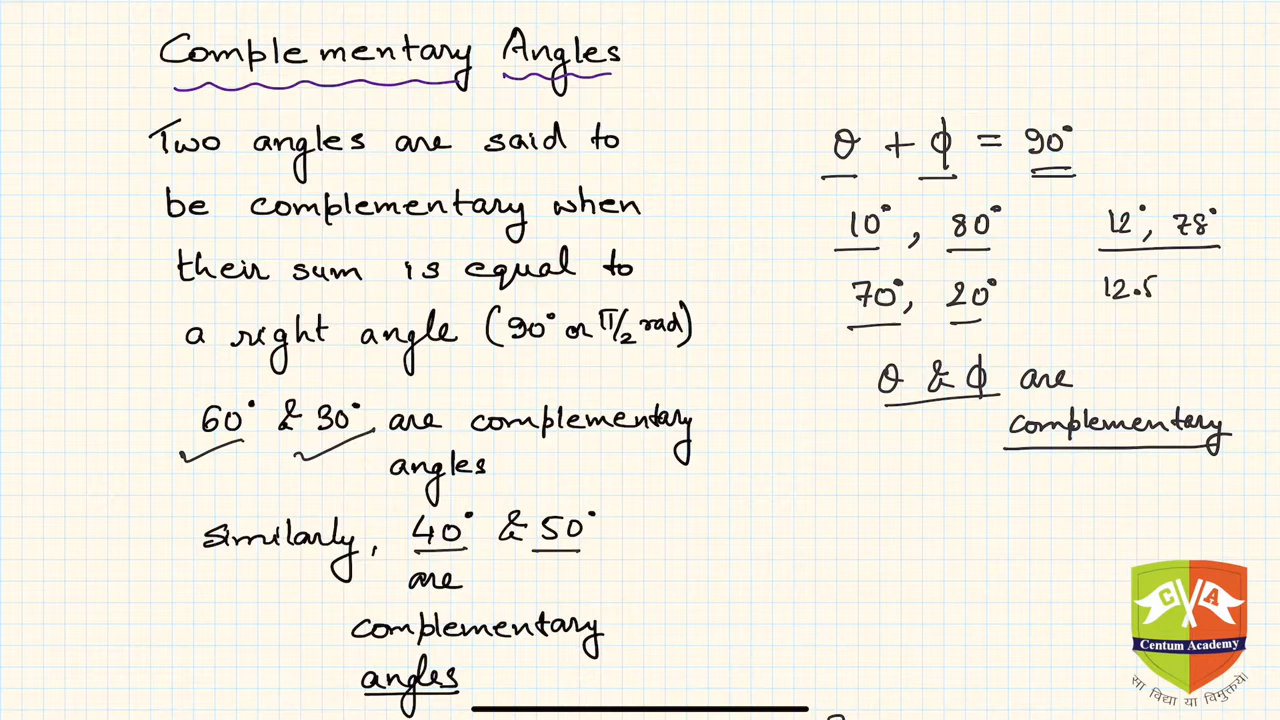 Complementary Angles
Two angles are said to
be complementary when
their sum is equal to
a right angle (90° or π/2 rad)
60° & 30° are complementary
angles
Similarly, 40° & 50°
are
complementary
angles
θ + ϕ = 90°
10°, 80°
12°, 78°
70°, 20°
12.5
θ & ϕ are
complementary
C A
Centum Academy
सा विद्या या विमुक्तये।